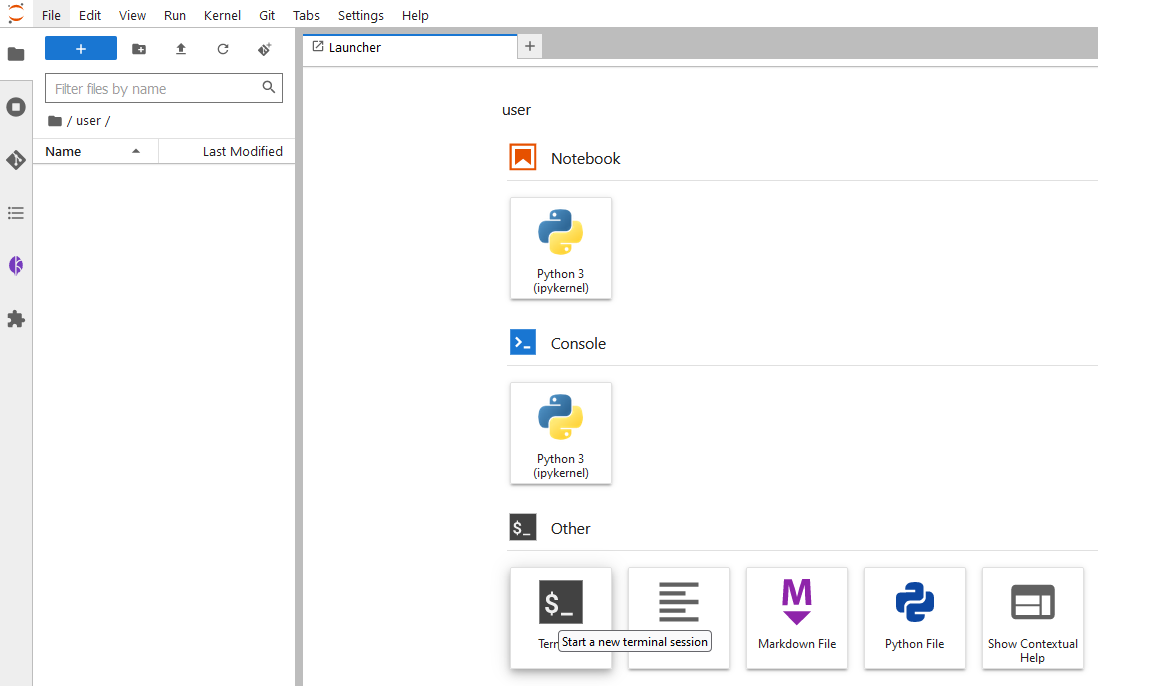 File Edit View Run Kernel Git Tabs Settings Help
+
Filter files by name
/ user /
Name Last Modified
Launcher
+
user
Notebook
Python 3
(ipykernel)
>_ Console
Python 3
(ipykernel)
$_ Other
$_
M
Start a new terminal session
Markdown File
Python File
Show Contextual
Help